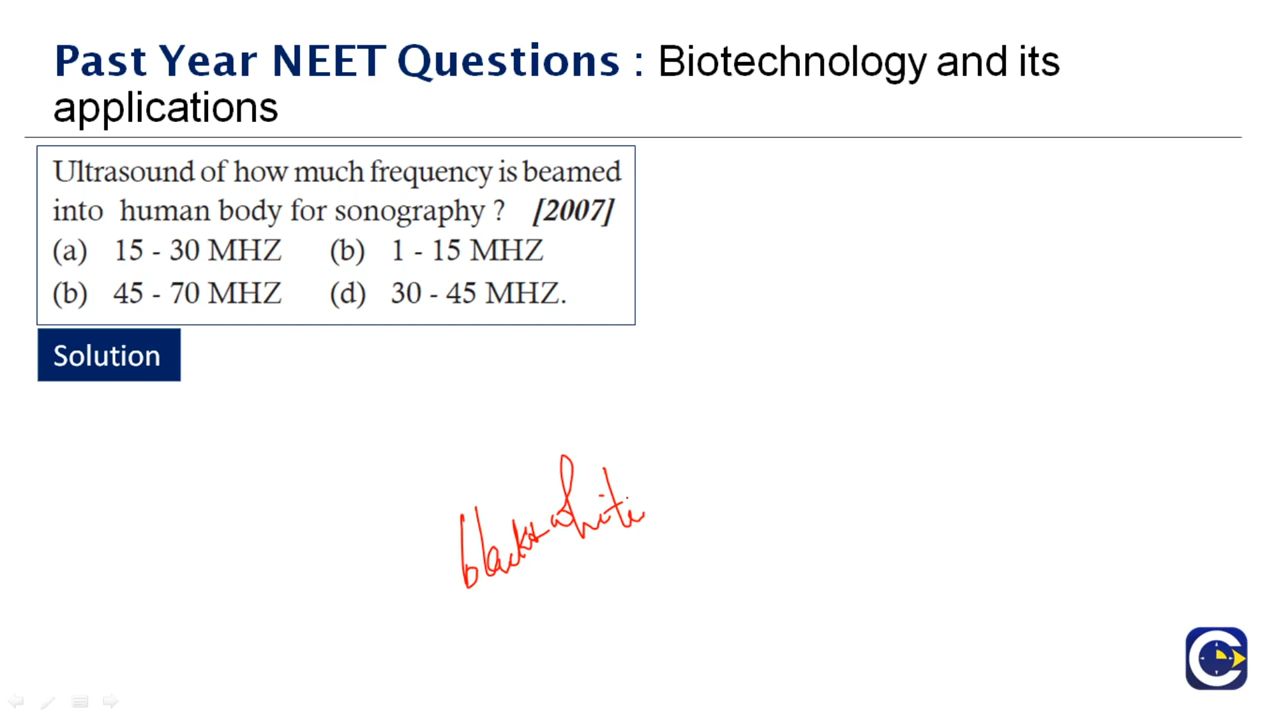 Past Year NEET Questions : Biotechnology and its
applications
Ultrasound of how much frequency is beamed
into human body for sonography ? [2007]
(a) 15 - 30 MHZ (b) 1 - 15 MHZ
(b) 45 - 70 MHZ (d) 30 - 45 MHZ.
Solution
black